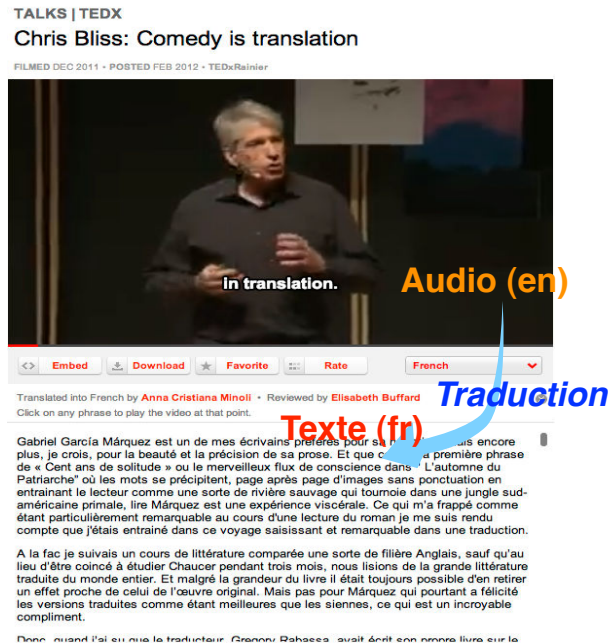 TALKS | TEDX
Chris Bliss: Comedy is translation
FILMED DEC 2011 • POSTED FEB 2012 • TEDxRainier
in translation.
Audio (en)
<> Embed Download Favorite Rate French
Translated into French by Anna Cristiana Minoli • Reviewed by Elisabeth Buffard
Traduction
Click on any phrase to play the video at that point.
Texte (fr)
Gabriel García Márquez est un de mes écrivains préférés pour sa encore
plus, je crois, pour la beauté et la précision de sa prose. Et que première phrase
de « Cent ans de solitude » ou le merveilleux flux de conscience dans " L'automne du
Patriarche" où les mots se précipitent, page après page d'images sans ponctuation en
entrainant le lecteur comme une sorte de rivière sauvage qui tournoie dans une jungle sud-
américaine primale, lire Márquez est une expérience viscérale. Ce qui m'a frappé comme
étant particulièrement remarquable au cours d'une lecture du roman je me suis rendu
compte que j'étais entrainé dans ce voyage saisissant et remarquable dans une traduction.
A la fac je suivais un cours de littérature comparée une sorte de filière Anglais, sauf qu'au
lieu d'être coincé à étudier Chaucer pendant trois mois, nous lisions de la grande littérature
traduite du monde entier. Et malgré la grandeur du livre il était toujours possible d'en retirer
un effet proche de celui de l'œuvre original. Mais pas pour Márquez qui pourtant a félicité
les versions traduites comme étant meilleures que les siennes, ce qui est un incroyable
compliment.
Donc, quand j'ai su que le traducteur, Gregory Rabassa, avait écrit son propre livre sur le